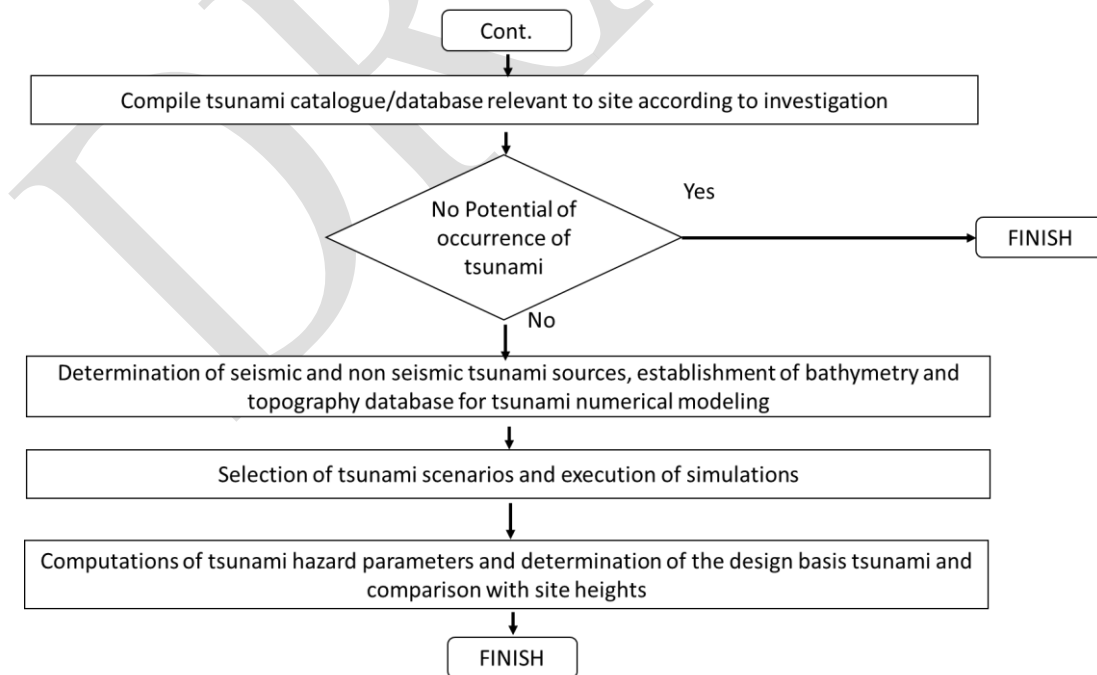 Cont.
Compile tsunami catalogue/database relevant to site according to investigation
No Potential of
occurrence of
tsunami
Yes
FINISH
No
Determination of seismic and non seismic tsunami sources, establishment of bathymetry and
topography database for tsunami numerical modeling
Selection of tsunami scenarios and execution of simulations
Computations of tsunami hazard parameters and determination of the design basis tsunami and
comparison with site heights
FINISH